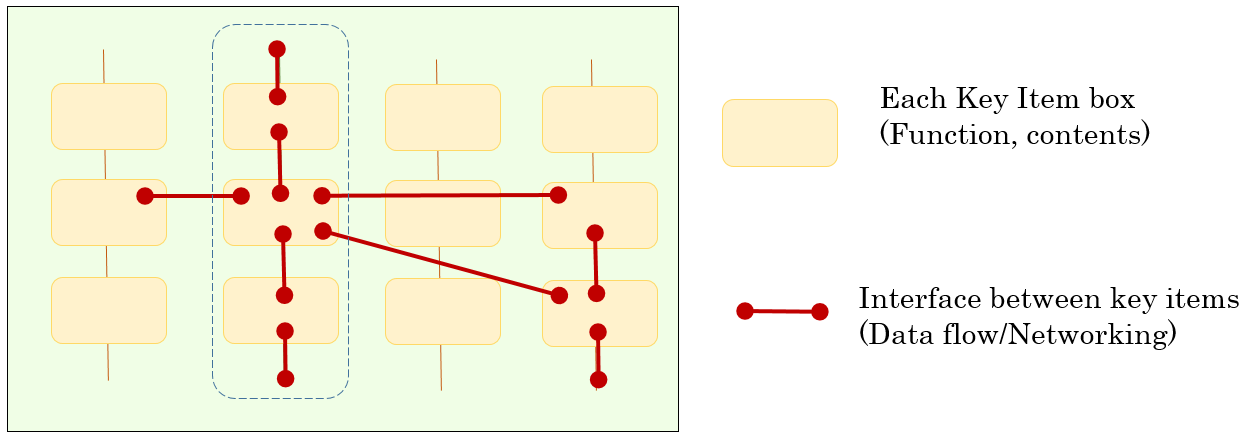 Each Key Item box
(Function, contents)
Interface between key items
(Data flow/Networking)